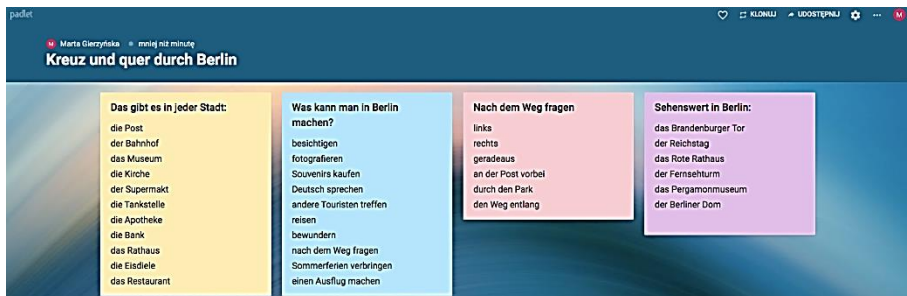 padlet
KLONUJ UDOSTĘPNIJ M
M Marta Gierzyńska mniej niż minutę
Kreuz und quer durch Berlin
Das gibt es in jeder Stadt:
die Post
der Bahnhof
das Museum
die Kirche
der Supermakt
die Tankstelle
die Apotheke
die Bank
das Rathaus
die Eisdiele
das Restaurant
Was kann man in Berlin
machen?
besichtigen
fotografieren
Souvenirs kaufen
Deutsch sprechen
andere Touristen treffen
reisen
bewundern
nach dem Weg fragen
Sommerferien verbringen
einen Ausflug machen
Nach dem Weg fragen
links
rechts
geradeaus
an der Post vorbei
durch den Park
den Weg entlang
Sehenswert in Berlin:
das Brandenburger Tor
der Reichstag
das Rote Rathaus
der Fernsehturm
das Pergamonmuseum
der Berliner Dom